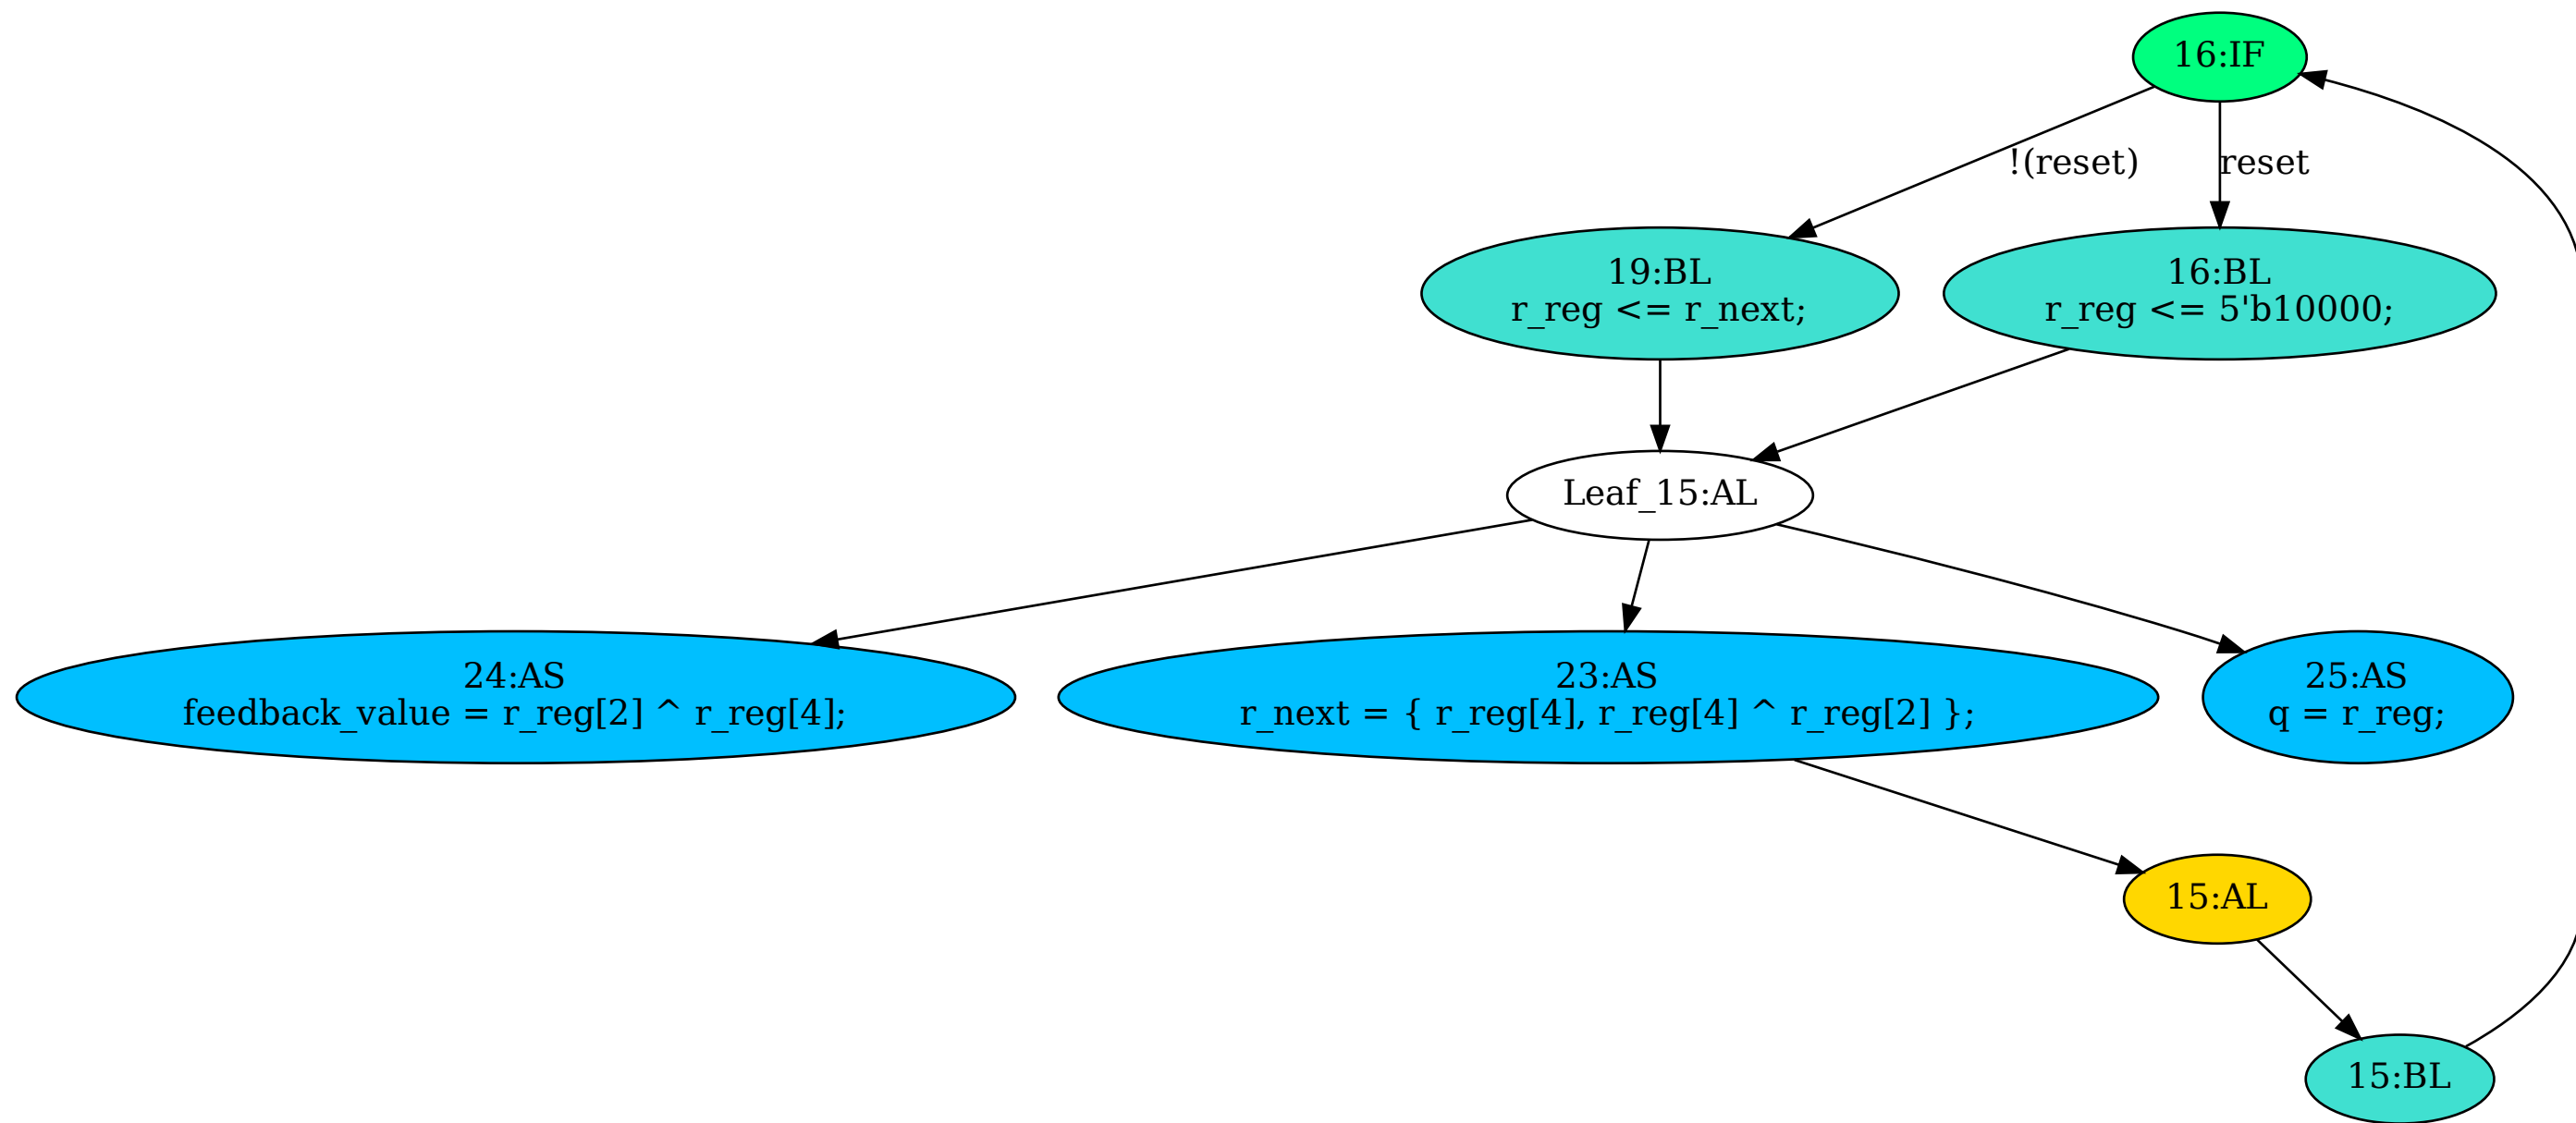 16:IF
!(reset)
reset
19:BL
r_reg <= r_next;
16:BL
r_reg <= 5'b10000;
Leaf_15:AL
24:AS
feedback_value = r_reg[2] ^ r_reg[4];
23:AS
r_next = { r_reg[4], r_reg[4] ^ r_reg[2] };
25:AS
q = r_reg;
15:AL
15:BL